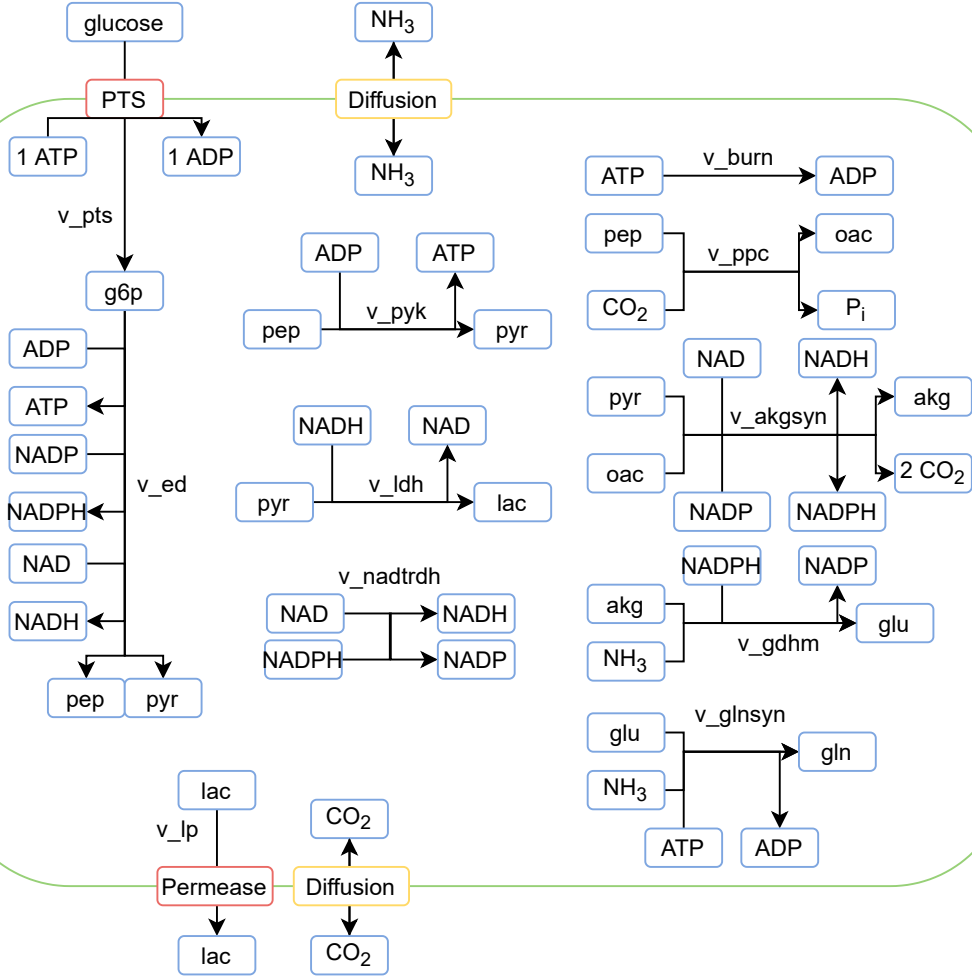 glucose
PTS
1 ATP
1 ADP
v_pts
g6p
ADP
ATP
NADP
NADPH
NAD
NADH
v_ed
pep
pyr
NH₃
Diffusion
NH₃
ADP
ATP
pep
v_pyk
pyr
NADH
NAD
pyr
v_ldh
lac
v_nadtrdh
NAD
NADH
NADPH
NADP
ATP
v_burn
ADP
pep
oac
v_ppc
CO₂
Pᵢ
NAD
NADH
pyr
akg
v_akgsyn
oac
2 CO₂
NADP
NADPH
NADPH
NADP
akg
glu
v_gdhm
NH₃
v_glnsyn
glu
gln
NH₃
ATP
ADP
lac
v_lp
Permease
lac
CO₂
Diffusion
CO₂